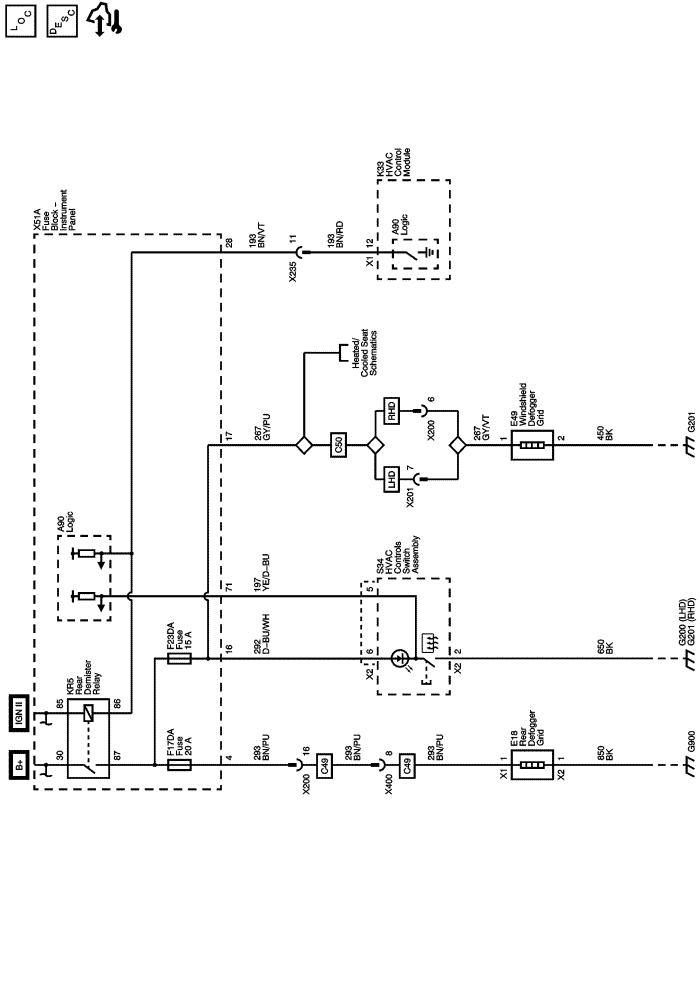 LOC
DESC
IGN II
B+
X51A
Fuse
Block –
Instrument
Panel
KR5
Rear
Demister
Relay
85
86
30
87
A90
Logic
F23DA
Fuse
15 A
F17DA
Fuse
20 A
28
193
BN/VT
X235
11
193
BN/RD
X1
12
K33
HVAC
Control
Module
A90
Logic
17
267
GY/PU
Heated/
Cooled Seat
Schematics
C50
RHD
X200
6
LHD
X201
7
267
GY/VT
1
E49
Windshield
Defogger
Grid
2
450
BK
G201
71
197
YE/D–BU
5
S34
HVAC
Controls
Switch
Assembly
16
292
D–BU/WH
X2
6
X2
2
650
BK
G200 (LHD)
G201 (RHD)
4
293
BN/PU
X200
16
C49
293
BN/PU
X400
8
C49
293
BN/PU
X1
1
E18
Rear
Defogger
Grid
X2
1
850
BK
G900